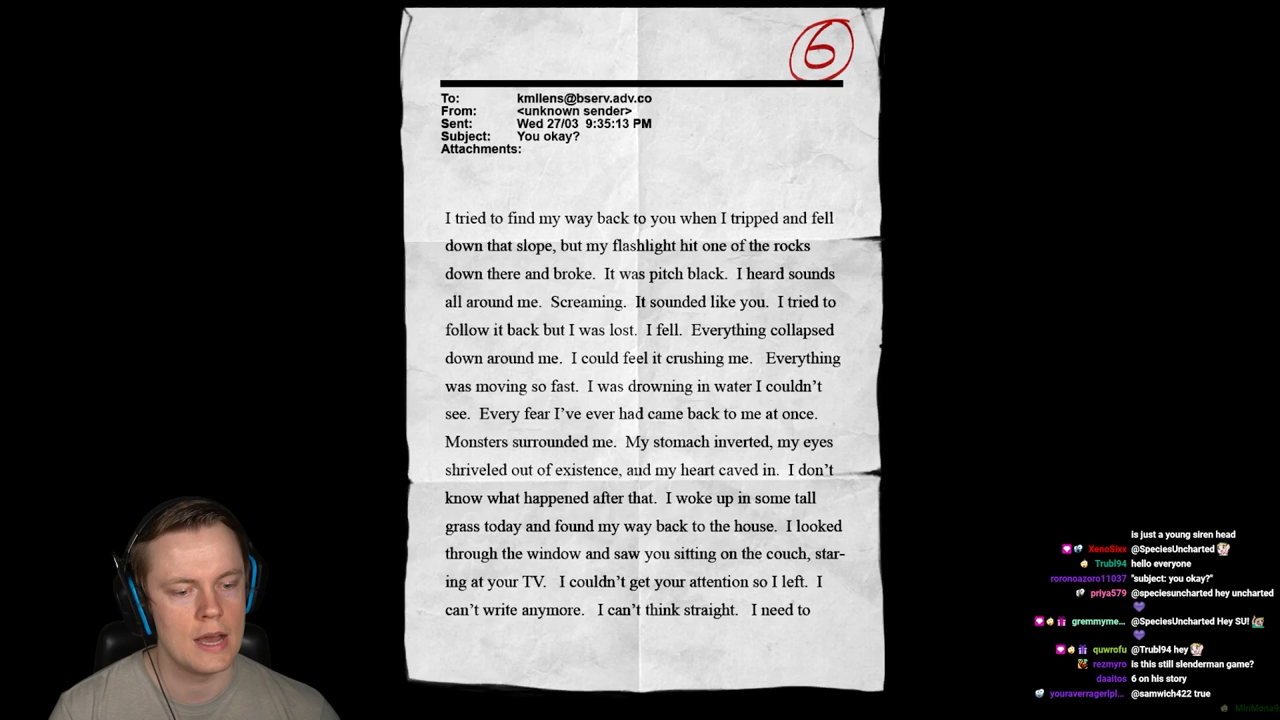 6
To: kmllens@bserv.adv.co
From: <unknown sender>
Sent: Wed 27/03 9:35:13 PM
Subject: You okay?
Attachments:
I tried to find my way back to you when I tripped and fell
down that slope, but my flashlight hit one of the rocks
down there and broke. It was pitch black. I heard sounds
all around me. Screaming. It sounded like you. I tried to
follow it back but I was lost. I fell. Everything collapsed
down around me. I could feel it crushing me. Everything
was moving so fast. I was drowning in water I couldn't
see. Every fear I've ever had came back to me at once.
Monsters surrounded me. My stomach inverted, my eyes
shriveled out of existence, and my heart caved in. I don't
know what happened after that. I woke up in some tall
grass today and found my way back to the house. I looked
through the window and saw you sitting on the couch, star-
ing at your TV. I couldn't get your attention so I left. I
can't write anymore. I can't think straight. I need to
is just a young siren head
XenoSixx @SpeciesUncharted
Trubl94 hello everyone
roronoazoro11037 "subject: you okay?"
priya579 @speciesuncharted hey uncharted
gremmyme... @SpeciesUncharted Hey SU!
quwrofu @Trubl94 hey
rezmyro is this still slenderman game?
daaitos 6 on his story
youraverragerlpl... @samwich422 true